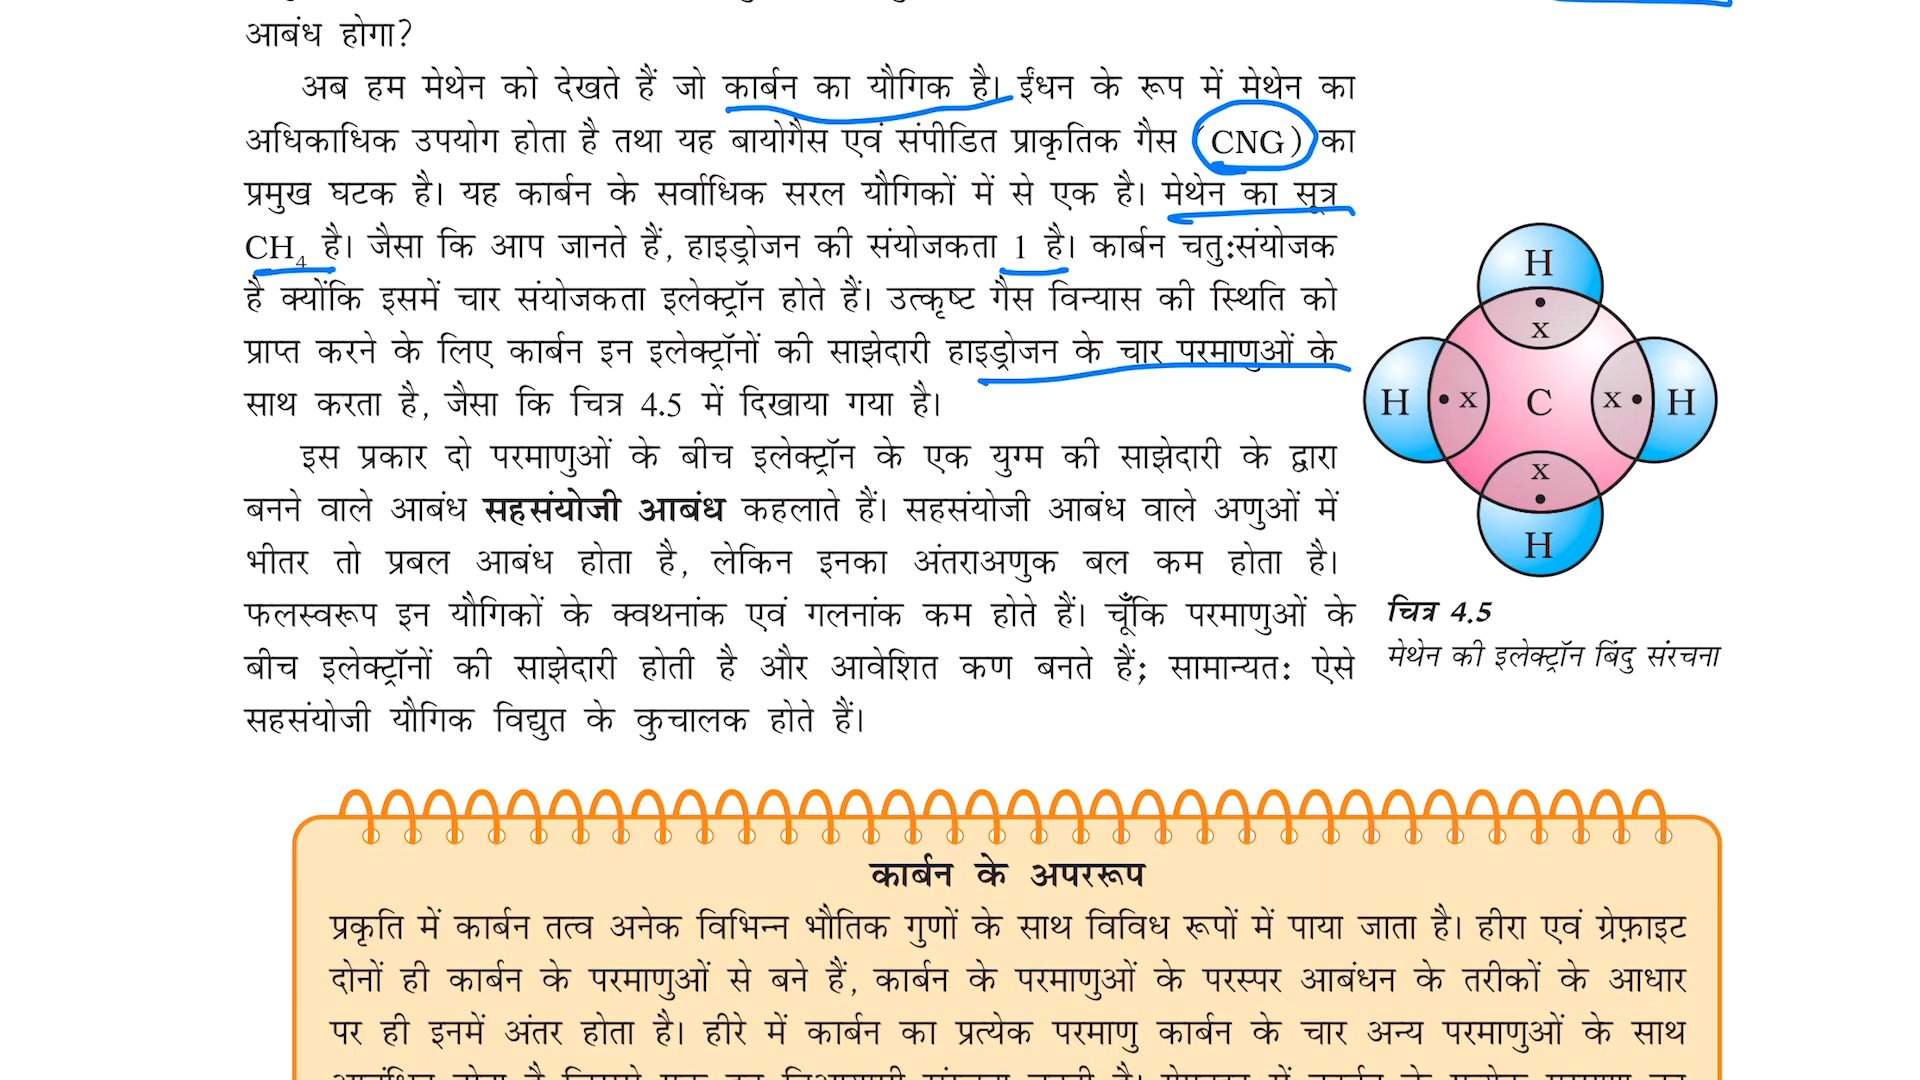 आबंध होगा?
अब हम मेथेन को देखते हैं जो कार्बन का यौगिक है। ईंधन के रूप में मेथेन का
अधिकाधिक उपयोग होता है तथा यह बायोगैस एवं संपीडित प्राकृतिक गैस (CNG) का
प्रमुख घटक है। यह कार्बन के सर्वाधिक सरल यौगिकों में से एक है। मेथेन का सूत्र
CH₄ है। जैसा कि आप जानते हैं, हाइड्रोजन की संयोजकता 1 है। कार्बन चतु:संयोजक
है क्योंकि इसमें चार संयोजकता इलेक्ट्रॉन होते हैं। उत्कृष्ट गैस विन्यास की स्थिति को
प्राप्त करने के लिए कार्बन इन इलेक्ट्रॉनों की साझेदारी हाइड्रोजन के चार परमाणुओं के
साथ करता है, जैसा कि चित्र 4.5 में दिखाया गया है।
इस प्रकार दो परमाणुओं के बीच इलेक्ट्रॉन के एक युग्म की साझेदारी के द्वारा
बनने वाले आबंध सहसंयोजी आबंध कहलाते हैं। सहसंयोजी आबंध वाले अणुओं में
भीतर तो प्रबल आबंध होता है, लेकिन इनका अंतराअणुक बल कम होता है।
फलस्वरूप इन यौगिकों के क्वथनांक एवं गलनांक कम होते हैं। चूँकि परमाणुओं के
बीच इलेक्ट्रॉनों की साझेदारी होती है और आवेशित कण बनते हैं; सामान्यत: ऐसे
सहसंयोजी यौगिक विद्युत के कुचालक होते हैं।
H
x
H x C x H
x
H
चित्र 4.5
मेथेन की इलेक्ट्रॉन बिंदु संरचना
कार्बन के अपररूप
प्रकृति में कार्बन तत्व अनेक विभिन्न भौतिक गुणों के साथ विविध रूपों में पाया जाता है। हीरा एवं ग्रेफ़ाइट
दोनों ही कार्बन के परमाणुओं से बने हैं, कार्बन के परमाणुओं के परस्पर आबंधन के तरीकों के आधार
पर ही इनमें अंतर होता है। हीरे में कार्बन का प्रत्येक परमाणु कार्बन के चार अन्य परमाणुओं के साथ